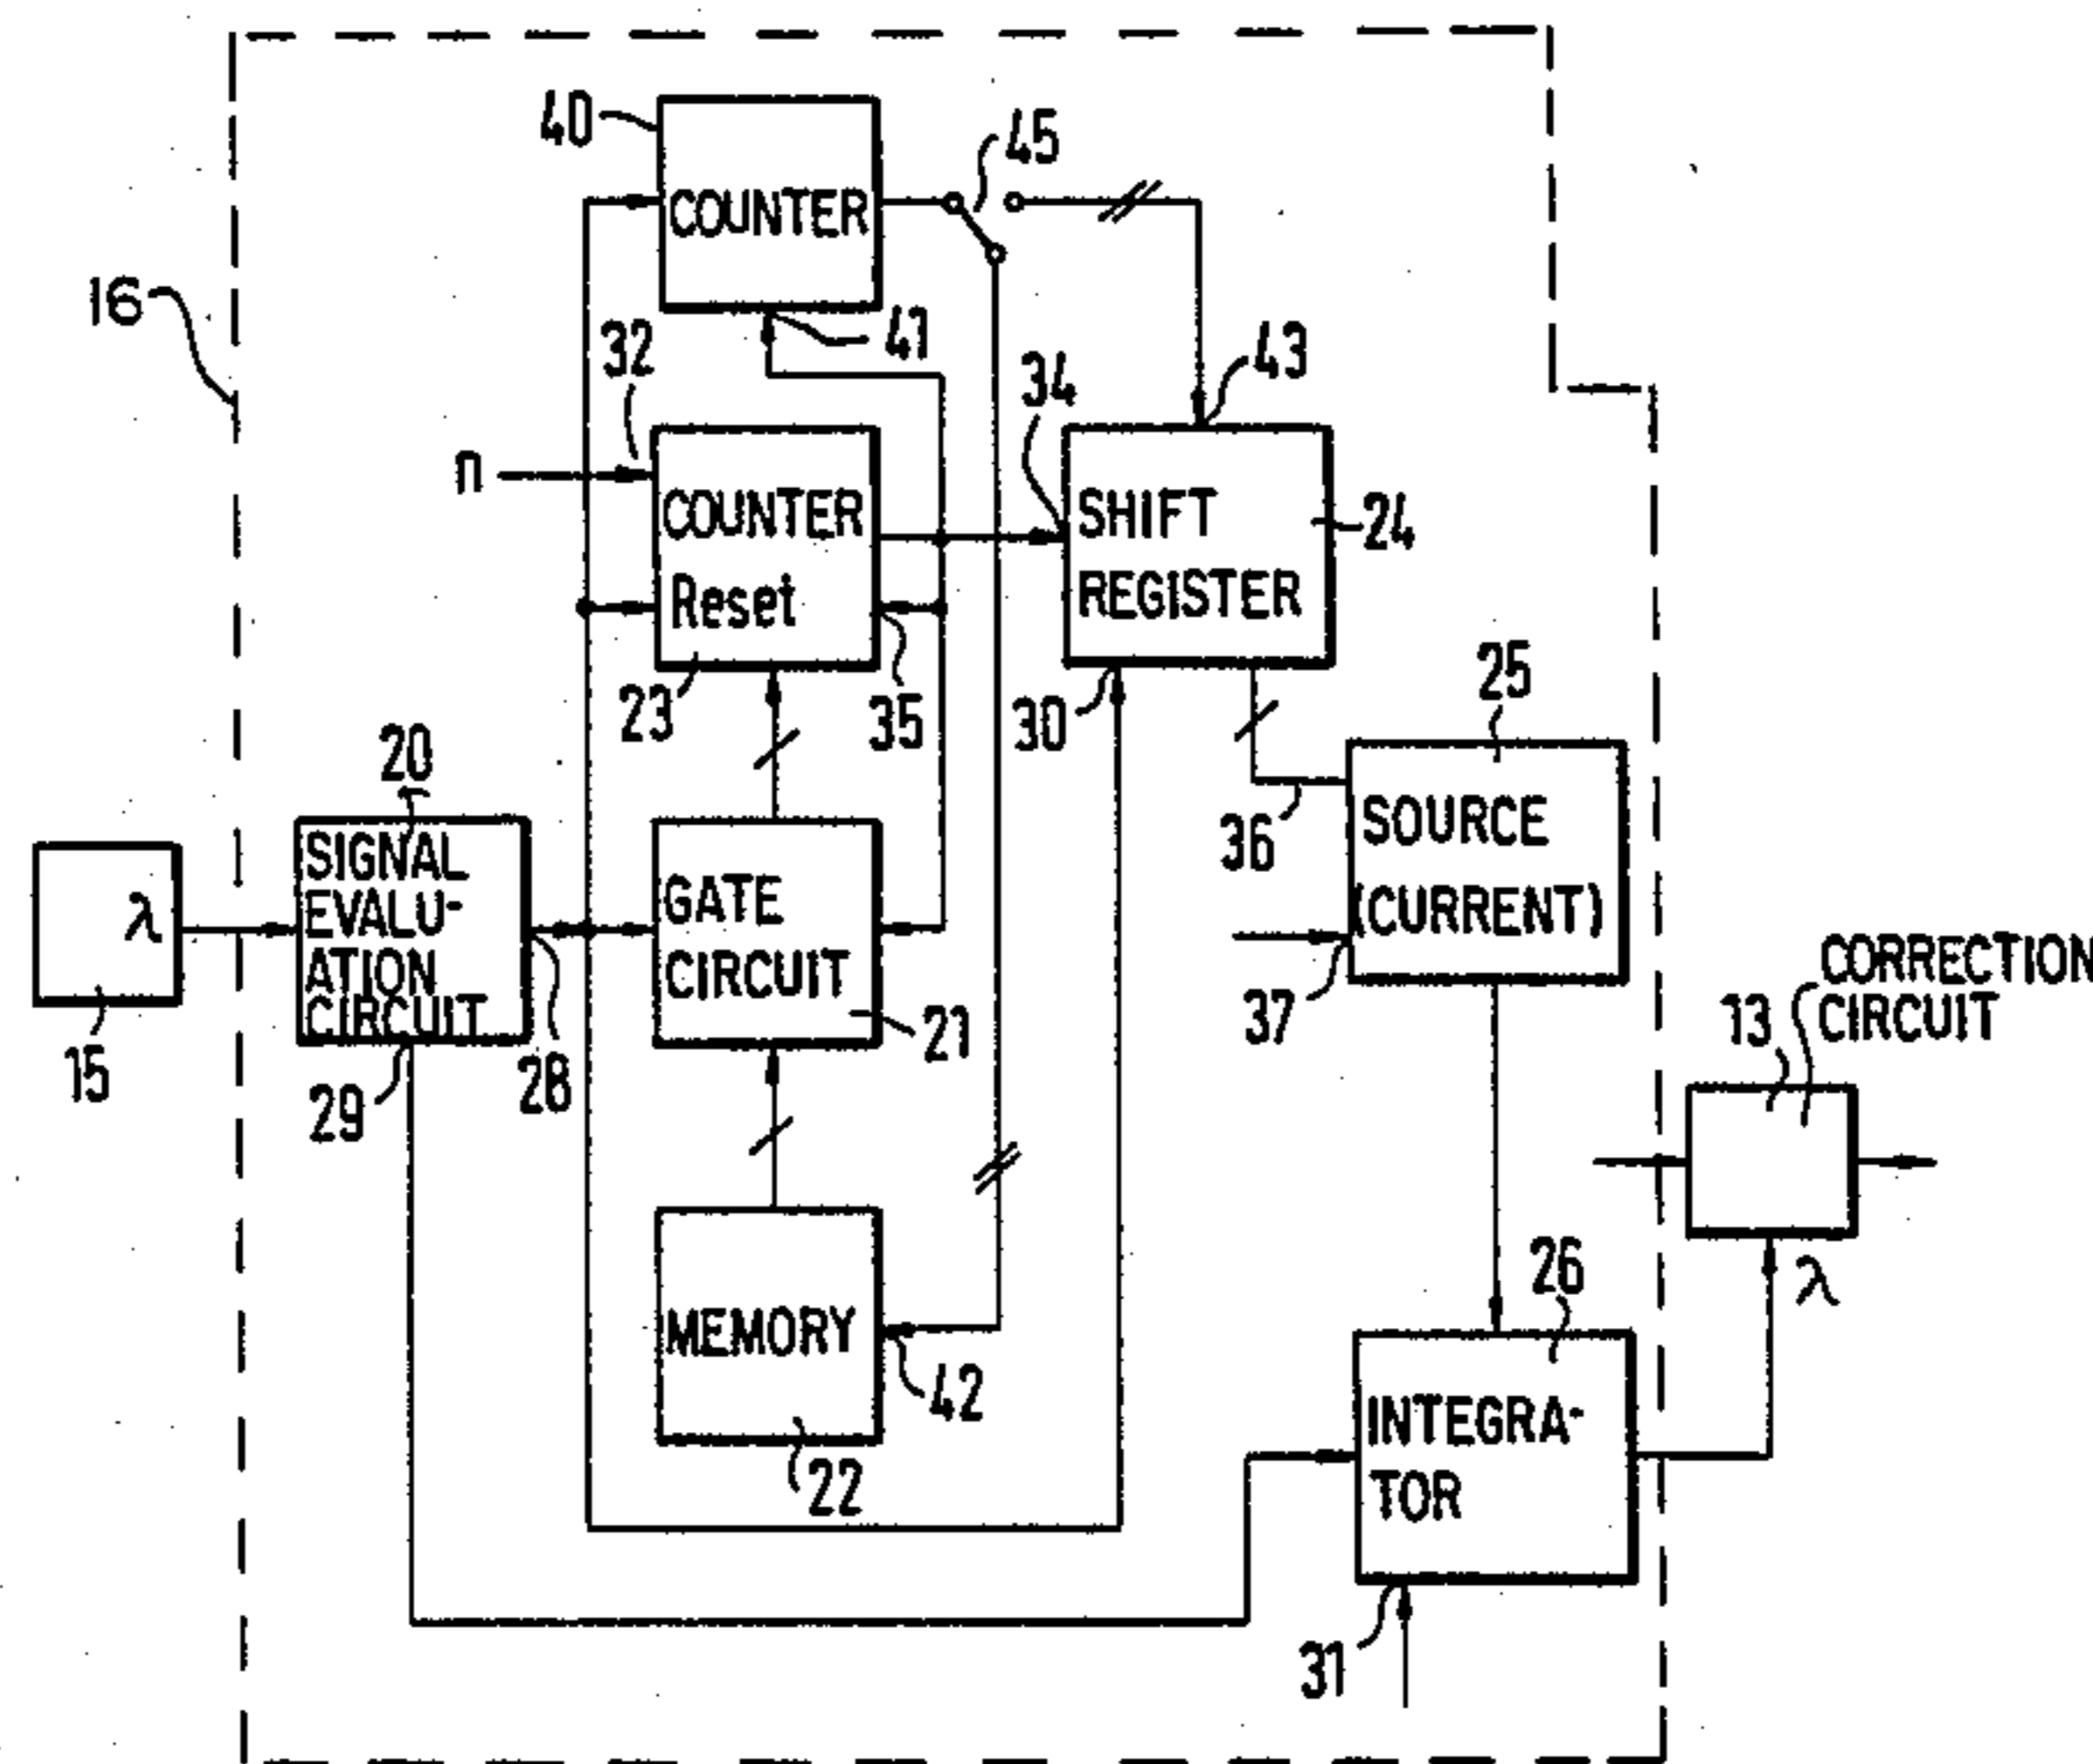 40
COUNTER
45
16
41
32
34
43
n
COUNTER
Reset
SHIFT
REGISTER
24
23
35
30
25
20
SIGNAL
EVALU-
ATION
CIRCUIT
λ
15
29
28
GATE
CIRCUIT
21
36
SOURCE
(CURRENT)
37
13
CORRECTION
CIRCUIT
MEMORY
42
22
26
INTEGRA-
TOR
λ
31